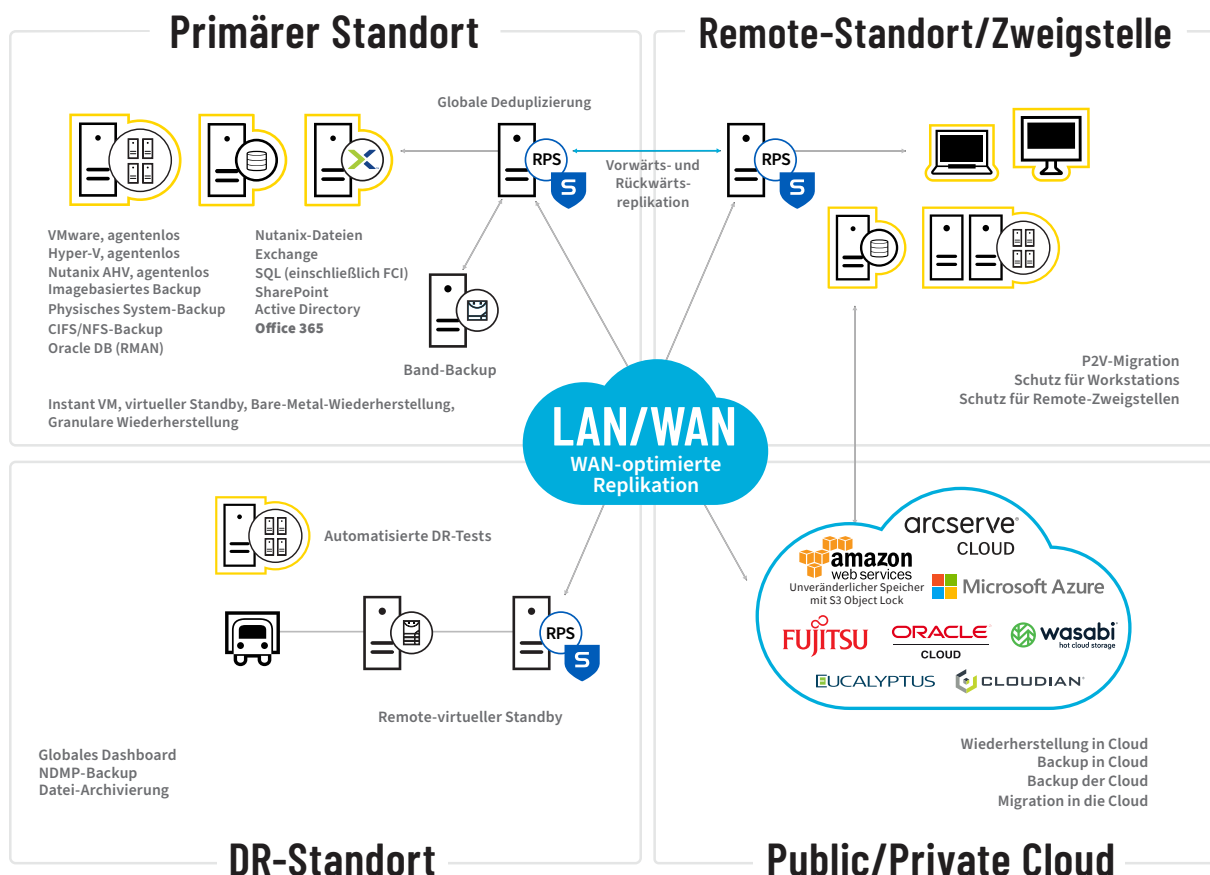 Primärer Standort
Globale Deduplizierung
RPS
S
VMware, agentenlos
Hyper-V, agentenlos
Nutanix AHV, agentenlos
Imagebasiertes Backup
Physisches System-Backup
CIFS/NFS-Backup
Oracle DB (RMAN)
Nutanix-Dateien
Exchange
SQL (einschließlich FCI)
SharePoint
Active Directory
Office 365
Band-Backup
Instant VM, virtueller Standby, Bare-Metal-Wiederherstellung,
Granulare Wiederherstellung
Vorwärts- und
Rückwärts-
replikation
Remote-Standort/Zweigstelle
RPS
S
P2V-Migration
Schutz für Workstations
Schutz für Remote-Zweigstellen
LAN/WAN
WAN-optimierte
Replikation
Automatisierte DR-Tests
RPS
S
Remote-virtueller Standby
Globales Dashboard
NDMP-Backup
Datei-Archivierung
DR-Standort
arcserve®
CLOUD
amazon
web services
Unveränderlicher Speicher
mit S3 Object Lock
Microsoft Azure
FUJITSU
ORACLE
CLOUD
wasabi
hot cloud storage
EUCALYPTUS
CLOUDIAN
Wiederherstellung in Cloud
Backup in Cloud
Backup der Cloud
Migration in die Cloud
Public/Private Cloud